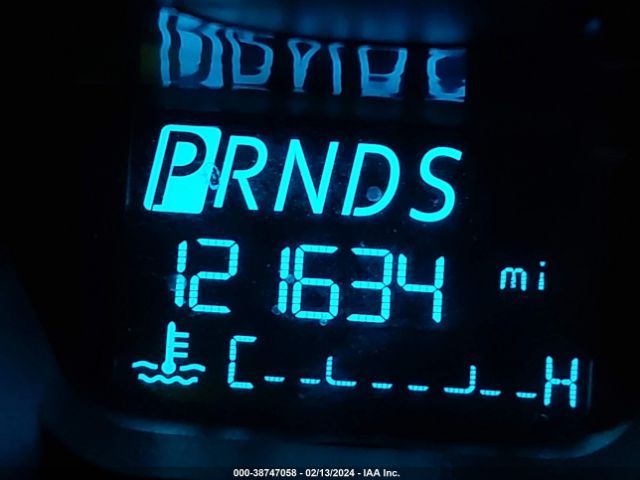 PRNDS
121634 mi
C H
000-38747058 - 02/13/2024 - IAA Inc.